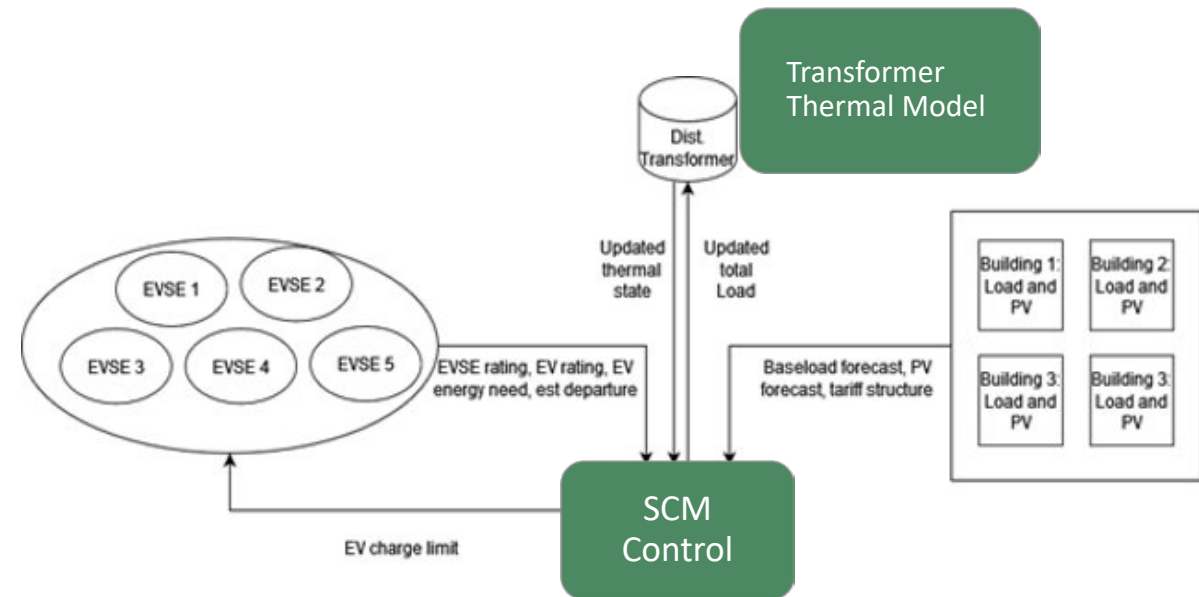 Transformer
Thermal Model
Dist.
Transformer
Updated
thermal
state
Updated
total
Load
EVSE 1
EVSE 2
EVSE 3
EVSE 4
EVSE 5
EVSE rating, EV rating, EV
energy need, est departure
Baseload forecast, PV
forecast, tariff structure
Building 1:
Load and
PV
Building 2:
Load and
PV
Building 3:
Load and
PV
Building 3:
Load and
PV
SCM
Control
EV charge limit